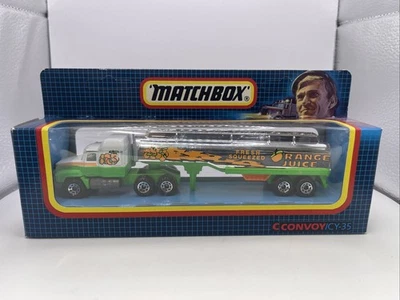 'MATCHBOX'
FRESH
SQUEEZED
ORANGE
JUICE
CONVOY/CY-35